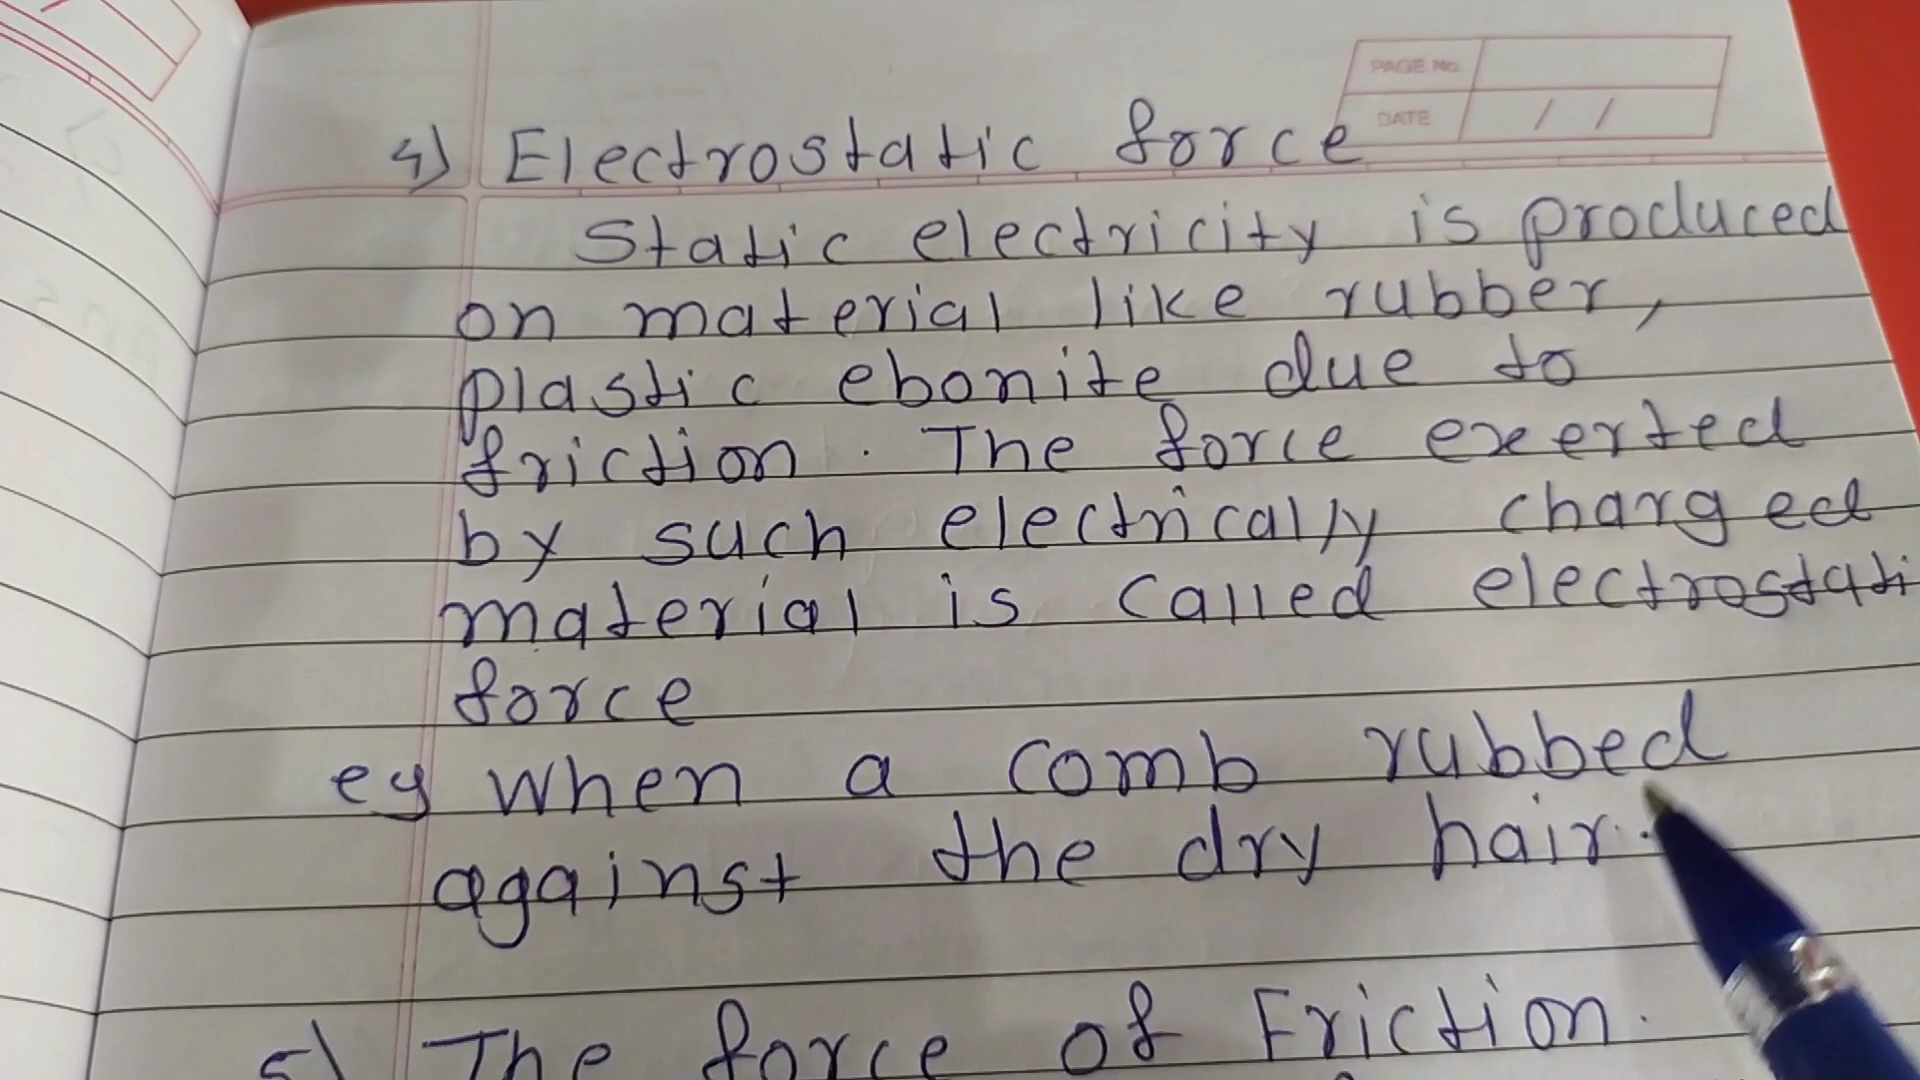 PAGE No.
DATE / /
4) Electrostatic force
Static electricity is produced
on material like rubber,
plastic ebonite due to
friction. The force exerted
by such electrically charged
material is called electrostati
force
eg when a comb rubbed
against the dry hair.
5) The force of Friction.